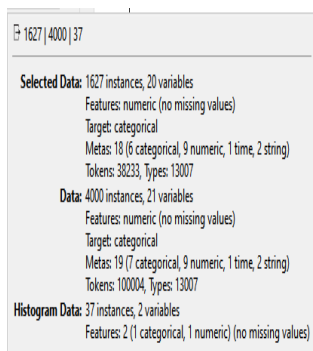 1627 | 4000 | 37
Selected Data: 1627 instances, 20 variables
Features: numeric (no missing values)
Target: categorical
Metas: 18 (6 categorical, 9 numeric, 1 time, 2 string)
Tokens: 38233, Types: 13007
Data: 4000 instances, 21 variables
Features: numeric (no missing values)
Target: categorical
Metas: 19 (7 categorical, 9 numeric, 1 time, 2 string)
Tokens: 100004, Types: 13007
Histogram Data: 37 instances, 2 variables
Features: 2 (1 categorical, 1 numeric) (no missing values)